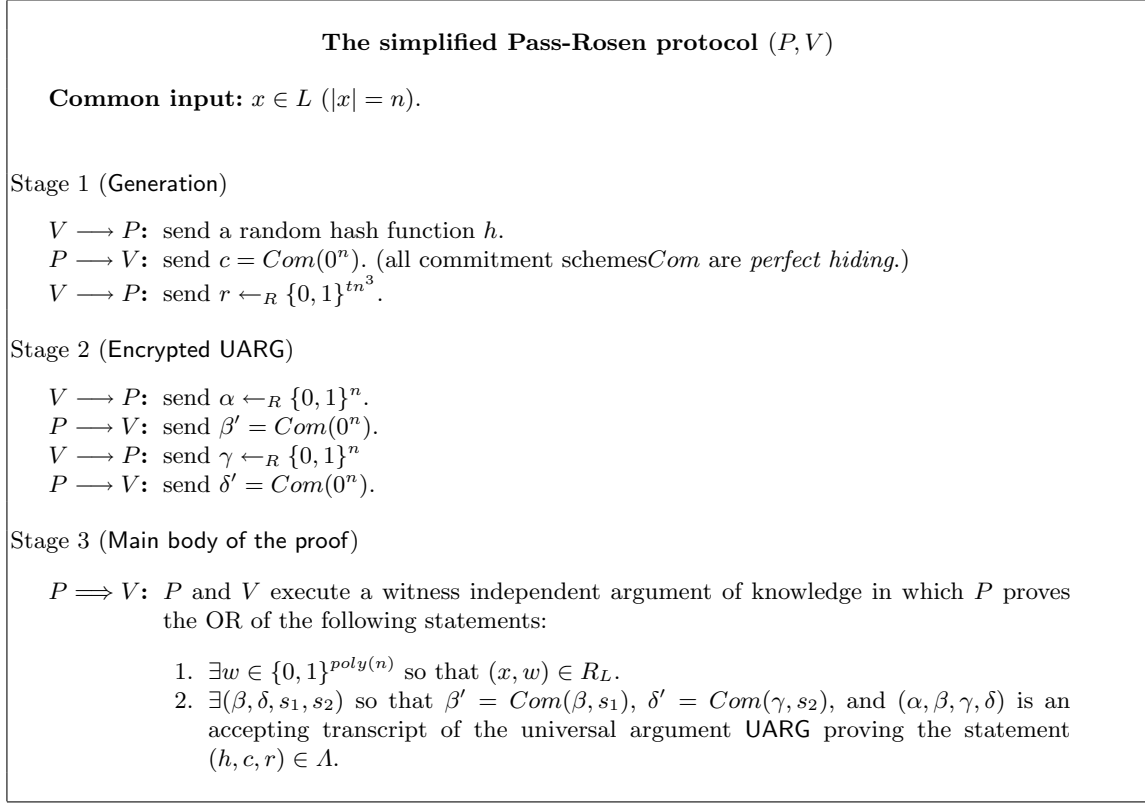 The simplified Pass-Rosen protocol (P, V)
Common input: x ∈ L (|x| = n).
Stage 1 (Generation)
V ⟶ P: send a random hash function h.
P ⟶ V: send c = Com(0^n). (all commitment schemesCom are perfect hiding.)
V ⟶ P: send r ←_R {0, 1}^{tn^3}.
Stage 2 (Encrypted UARG)
V ⟶ P: send α ←_R {0, 1}^n.
P ⟶ V: send β′ = Com(0^n).
V ⟶ P: send γ ←_R {0, 1}^n
P ⟶ V: send δ′ = Com(0^n).
Stage 3 (Main body of the proof)
P ⟹ V: P and V execute a witness independent argument of knowledge in which P proves
the OR of the following statements:
1. ∃w ∈ {0, 1}^{poly(n)} so that (x, w) ∈ R_L.
2. ∃(β, δ, s_1, s_2) so that β′ = Com(β, s_1), δ′ = Com(γ, s_2), and (α, β, γ, δ) is an
accepting transcript of the universal argument UARG proving the statement
(h, c, r) ∈ Λ.